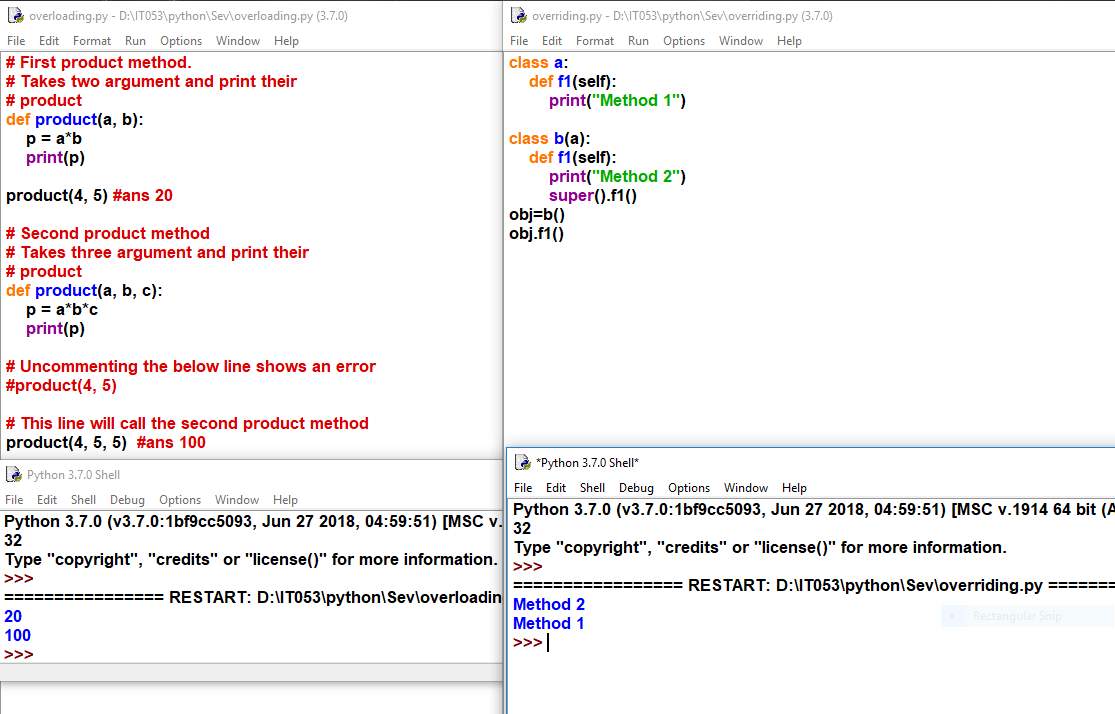 overloading.py - D:\IT053\python\Sev\overloading.py (3.7.0)
File Edit Format Run Options Window Help
# First product method.
# Takes two argument and print their
# product
def product(a, b):
    p = a*b
    print(p)
product(4, 5) #ans 20
# Second product method
# Takes three argument and print their
# product
def product(a, b, c):
    p = a*b*c
    print(p)
# Uncommenting the below line shows an error
#product(4, 5)
# This line will call the second product method
product(4, 5, 5)  #ans 100
Python 3.7.0 Shell
File Edit Shell Debug Options Window Help
Python 3.7.0 (v3.7.0:1bf9cc5093, Jun 27 2018, 04:59:51) [MSC v.
32
Type "copyright", "credits" or "license()" for more information.
>>>
================ RESTART: D:\IT053\python\Sev\overloadin
20
100
>>>
overriding.py - D:\IT053\python\Sev\overriding.py (3.7.0)
File Edit Format Run Options Window Help
class a:
    def f1(self):
        print("Method 1")
class b(a):
    def f1(self):
        print("Method 2")
        super().f1()
obj=b()
obj.f1()
*Python 3.7.0 Shell*
File Edit Shell Debug Options Window Help
Python 3.7.0 (v3.7.0:1bf9cc5093, Jun 27 2018, 04:59:51) [MSC v.1914 64 bit (A
32
Type "copyright", "credits" or "license()" for more information.
>>>
================= RESTART: D:\IT053\python\Sev\overriding.py =======
Method 2
Method 1
>>>
Rectangular Snip